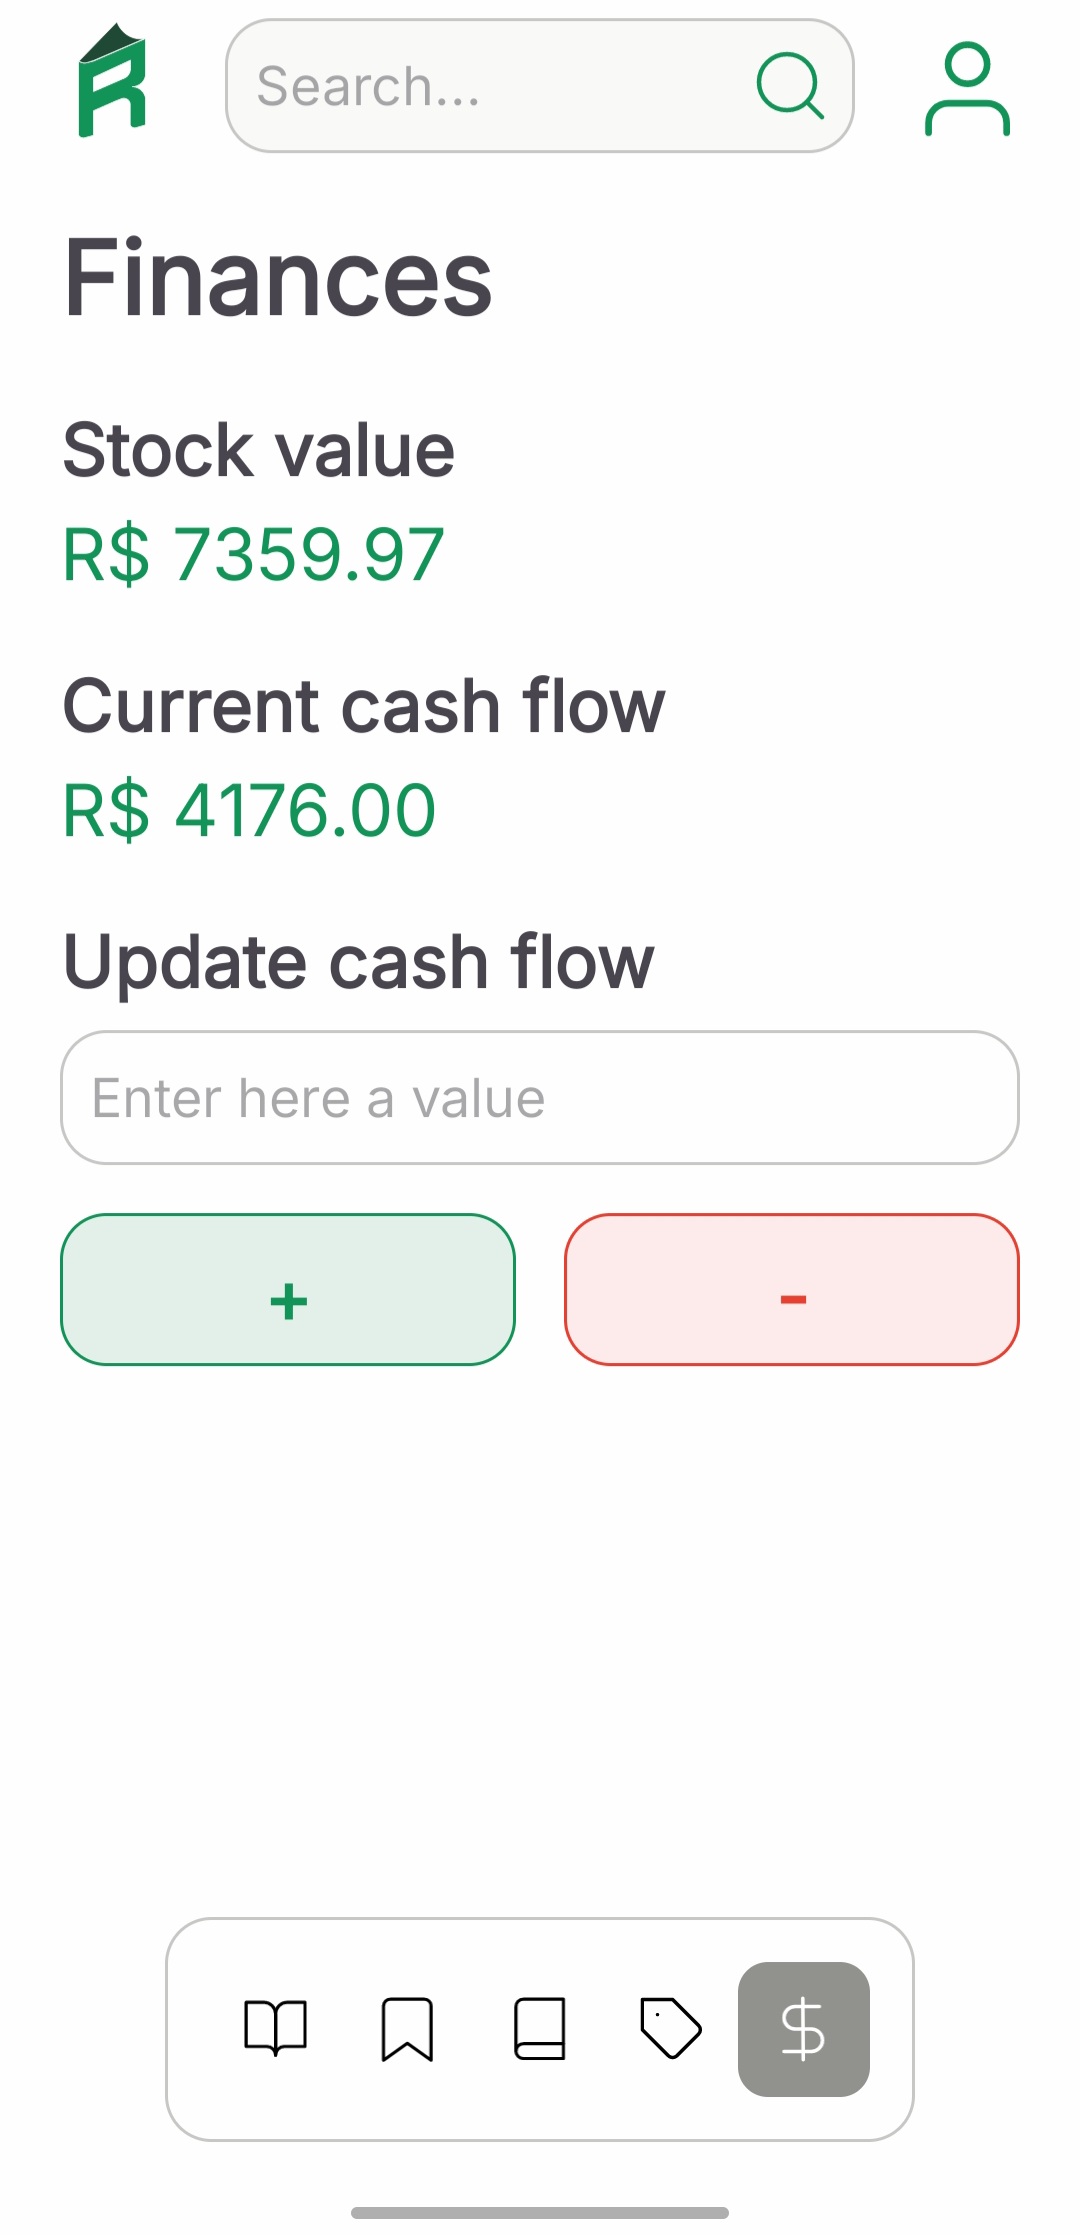 Search...
Finances
Stock value
R$ 7359.97
Current cash flow
R$ 4176.00
Update cash flow
Enter here a value
+ -